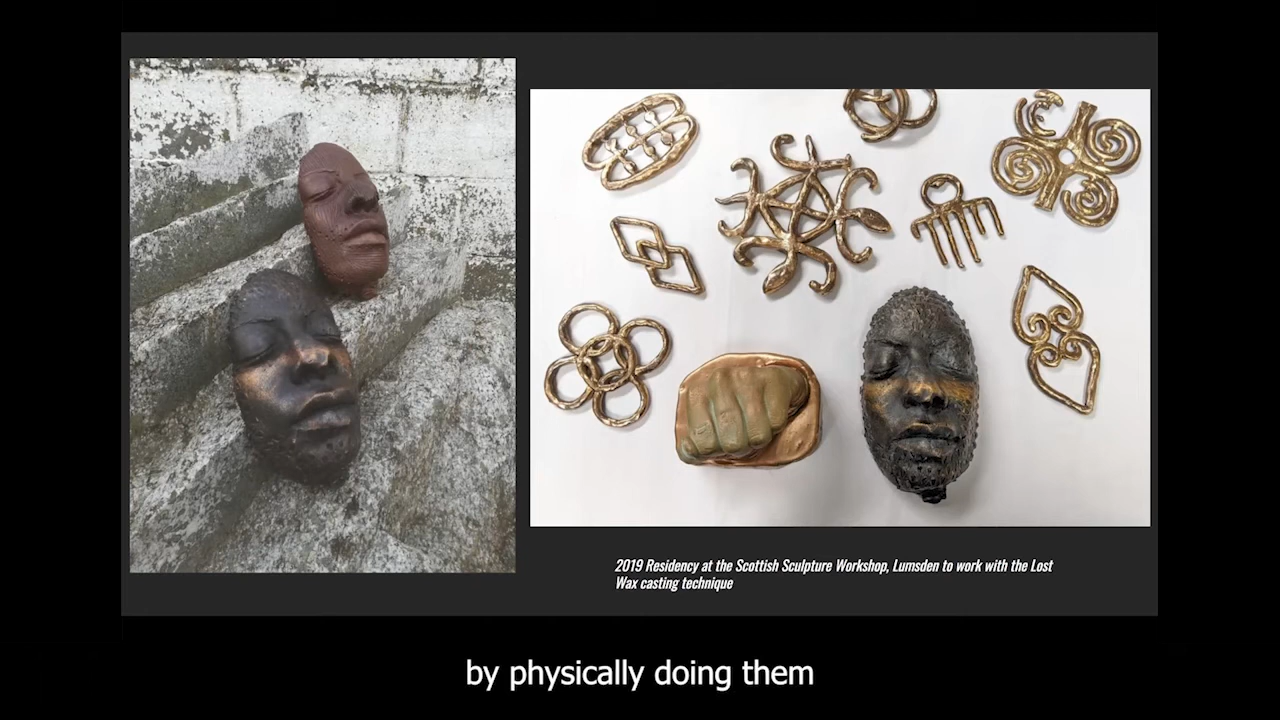 2019 Residency at the Scottish Sculpture Workshop, Lumsden to work with the Lost
Wax casting technique
by physically doing them